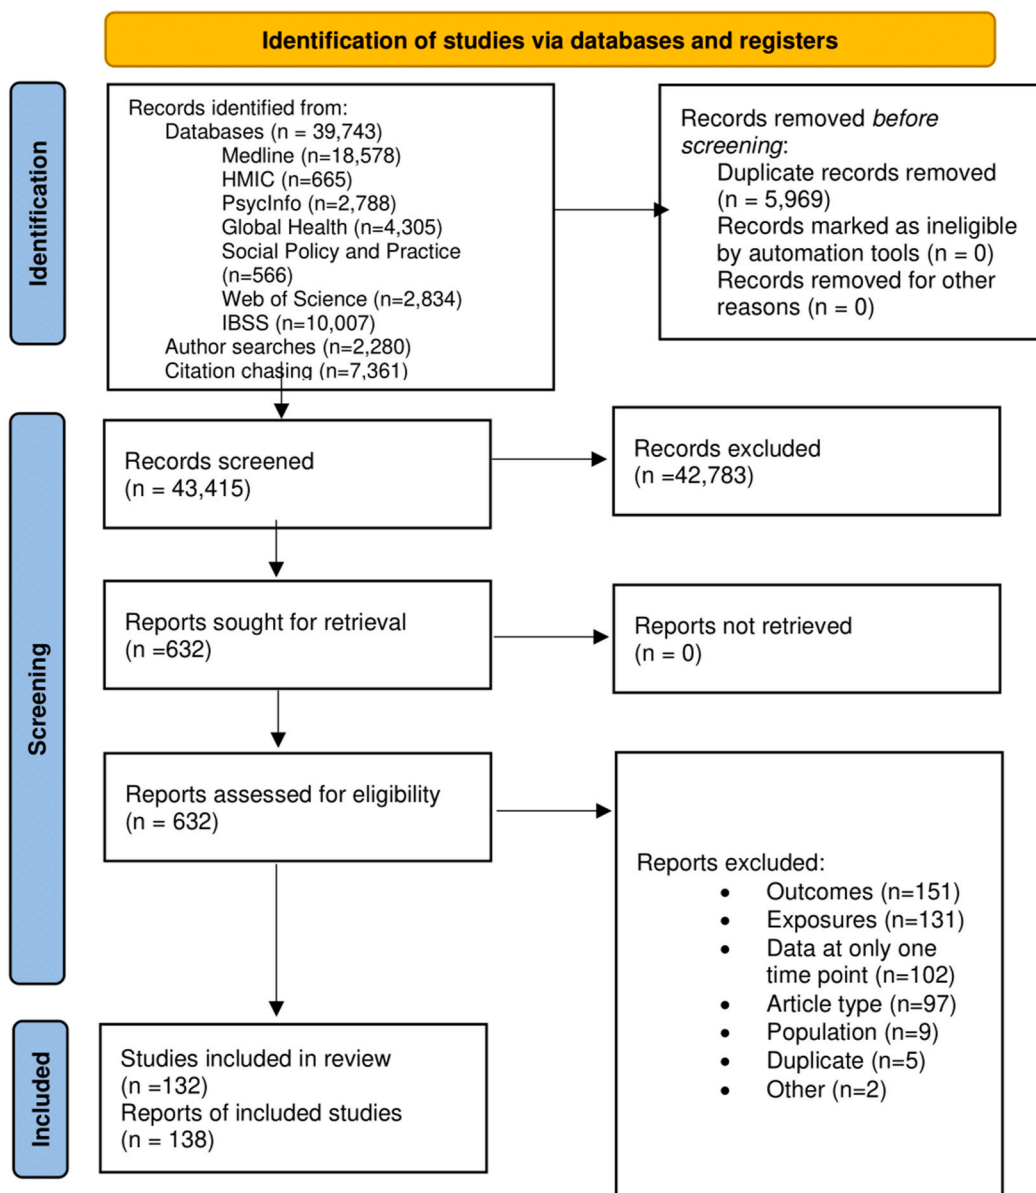 Identification of studies via databases and registers
Identification
Records identified from:
Databases (n = 39,743)
Medline (n=18,578)
HMIC (n=665)
PsycInfo (n=2,788)
Global Health (n=4,305)
Social Policy and Practice
(n=566)
Web of Science (n=2,834)
IBSS (n=10,007)
Author searches (n=2,280)
Citation chasing (n=7,361)
Records removed before
screening:
Duplicate records removed
(n = 5,969)
Records marked as ineligible
by automation tools (n = 0)
Records removed for other
reasons (n = 0)
Screening
Records screened
(n = 43,415)
Records excluded
(n =42,783)
Reports sought for retrieval
(n =632)
Reports not retrieved
(n = 0)
Reports assessed for eligibility
(n = 632)
Reports excluded:
• Outcomes (n=151)
• Exposures (n=131)
• Data at only one
time point (n=102)
• Article type (n=97)
• Population (n=9)
• Duplicate (n=5)
• Other (n=2)
Included
Studies included in review
(n =132)
Reports of included studies
(n = 138)